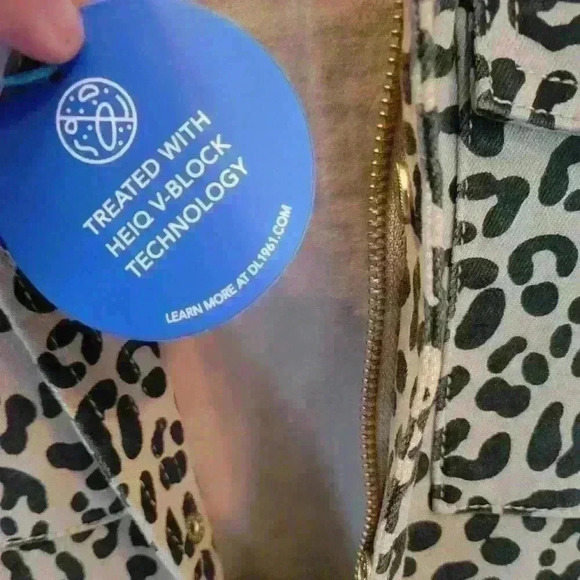 TREATED WITH
HEIQ V-BLOCK
TECHNOLOGY
LEARN MORE AT DL1961.COM